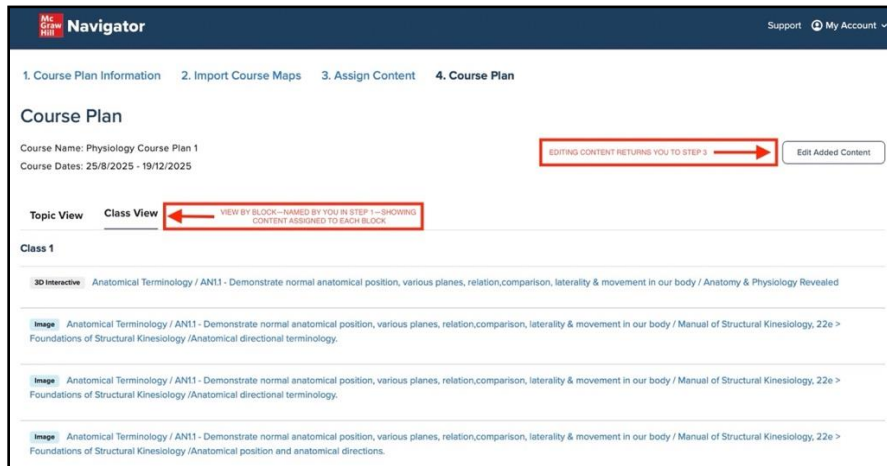 Mc
Graw
Hill
Navigator
Support My Account
1. Course Plan Information 2. Import Course Maps 3. Assign Content 4. Course Plan
Course Plan
Course Name: Physiology Course Plan 1
Course Dates: 25/8/2025 - 19/12/2025
EDITING CONTENT RETURNS YOU TO STEP 3
Edit Added Content
Topic View Class View
VIEW BY BLOCK—NAMED BY YOU IN STEP 1—SHOWING
CONTENT ASSIGNED TO EACH BLOCK
Class 1
3D Interactive Anatomical Terminology / AN1.1 - Demonstrate normal anatomical position, various planes, relation,comparison, laterality & movement in our body / Anatomy & Physiology Revealed
Image Anatomical Terminology / AN1.1 - Demonstrate normal anatomical position, various planes, relation,comparison, laterality & movement in our body / Manual of Structural Kinesiology, 22e >
Foundations of Structural Kinesiology /Anatomical directional terminology.
Image Anatomical Terminology / AN1.1 - Demonstrate normal anatomical position, various planes, relation,comparison, laterality & movement in our body / Manual of Structural Kinesiology, 22e >
Foundations of Structural Kinesiology /Anatomical directional terminology.
Image Anatomical Terminology / AN1.1 - Demonstrate normal anatomical position, various planes, relation,comparison, laterality & movement in our body / Manual of Structural Kinesiology, 22e >
Foundations of Structural Kinesiology /Anatomical position and anatomical directions.